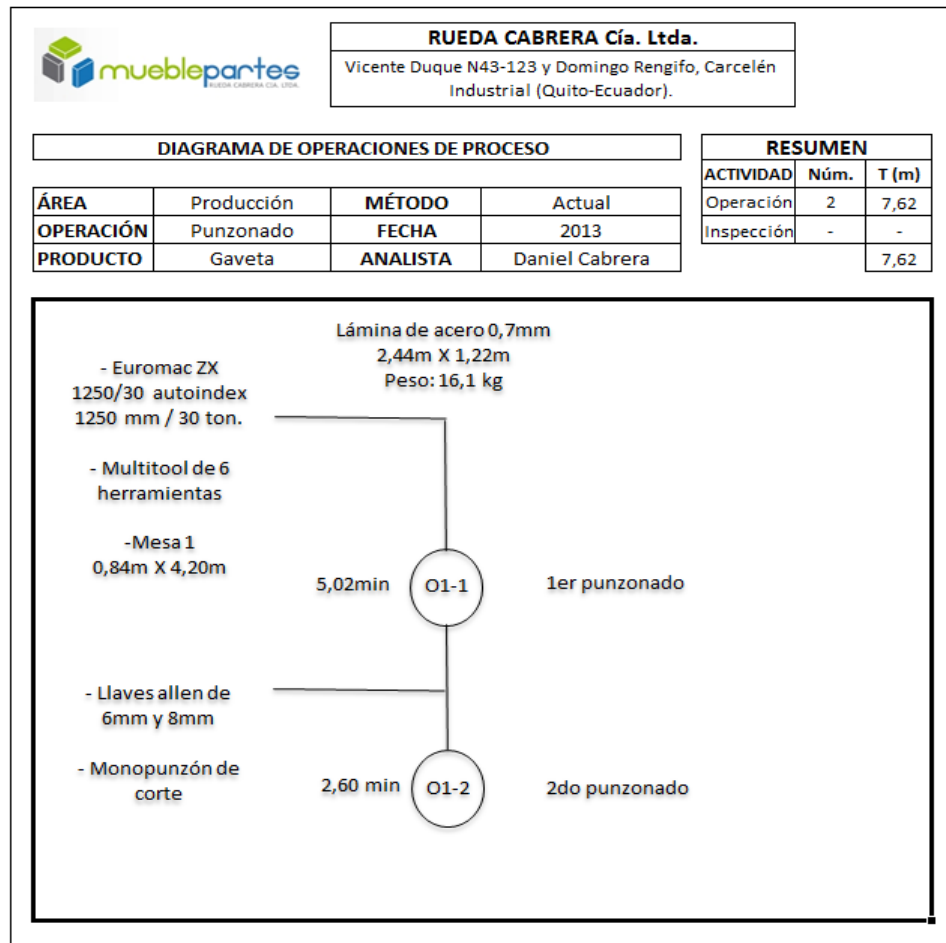 mueblepartes
RUEDA CABRERA CIA. LTDA.
RUEDA CABRERA Cía. Ltda.
Vicente Duque N43-123 y Domingo Rengifo, Carcelén
Industrial (Quito-Ecuador).
DIAGRAMA DE OPERACIONES DE PROCESO
ÁREA Producción MÉTODO Actual
OPERACIÓN Punzonado FECHA 2013
PRODUCTO Gaveta ANALISTA Daniel Cabrera
RESUMEN
ACTIVIDAD Núm. T (m)
Operación 2 7,62
Inspección - -
7,62
Lámina de acero 0,7mm
2,44m X 1,22m
Peso: 16,1 kg
- Euromac ZX
1250/30 autoindex
1250 mm / 30 ton.
- Multitool de 6
herramientas
-Mesa 1
0,84m X 4,20m
5,02min O1-1 1er punzonado
- Llaves allen de
6mm y 8mm
- Monopunzón de
corte
2,60 min O1-2 2do punzonado